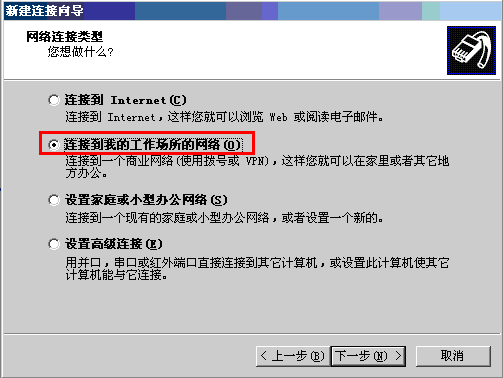 新建连接向导
网络连接类型
您想做什么?
连接到 Internet(C)
连接到 Internet,这样您就可以浏览 Web 或阅读电子邮件。
连接到我的工作场所的网络(O)
连接到一个商业网络(使用拨号或 VPN),这样您就可以在家里或者其它地
方办公。
设置家庭或小型办公网络(S)
连接到一个现有的家庭或小型办公网络,或者设置一个新的。
设置高级连接(E)
用并口,串口或红外端口直接连接到其它计算机,或设置此计算机使其它
计算机能与它连接。
< 上一步(B) 下一步(N) > 取消